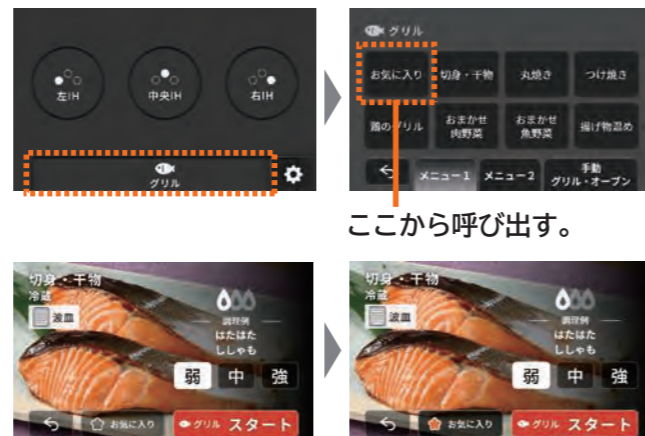 左IH
中央IH
右IH
グリル
グリル
お気に入り
切身・干物
丸焼き
つけ焼き
鶏のグリル
おまかせ
肉野菜
おまかせ
魚野菜
揚げ物温め
メニュー1
メニュー2
手動
グリル・オーブン
ここから呼び出す。
切身・干物
冷蔵
波皿
調理例
はたはた
ししゃも
弱
中
強
お気に入り
グリル スタート
切身・干物
冷蔵
波皿
調理例
はたはた
ししゃも
弱
中
強
お気に入り
グリル スタート